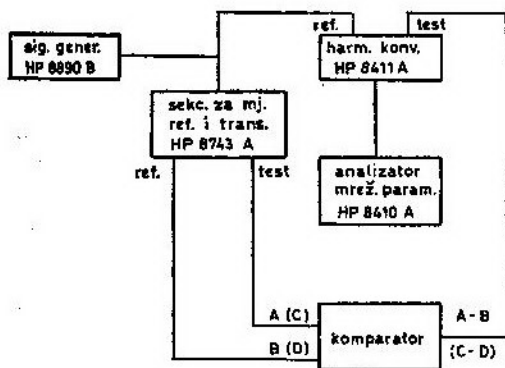 sig. gener.
HP 8890 B
ref.
test
harm. konv.
HP 8411 A
sekc. za mj.
ref. i trans.
HP 8743 A
ref.
test
analizator
mrež. param.
HP 8410 A
A (C)
B (D)
komparator
A - B
(C - D)